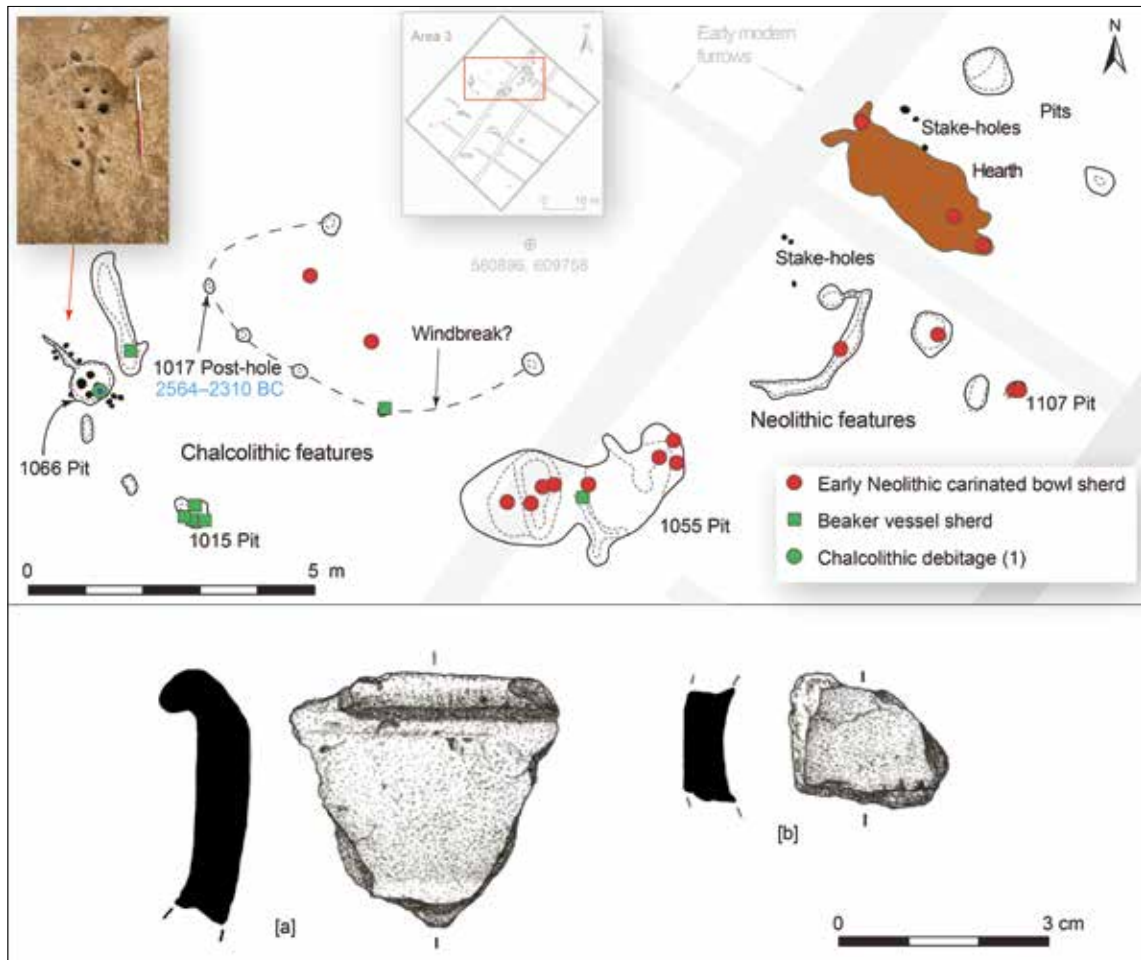 Area 3
N
0 10 m
Early modern
furrows
N
Stake-holes
Pits
Hearth
560896, 609758
Stake-holes
Windbreak?
1017 Post-hole
2564–2310 BC
1107 Pit
Neolithic features
1066 Pit
Chalcolithic features
1015 Pit
1055 Pit
Early Neolithic carinated bowl sherd
Beaker vessel sherd
Chalcolithic debitage (1)
0 5 m
[a]
[b]
0 3 cm